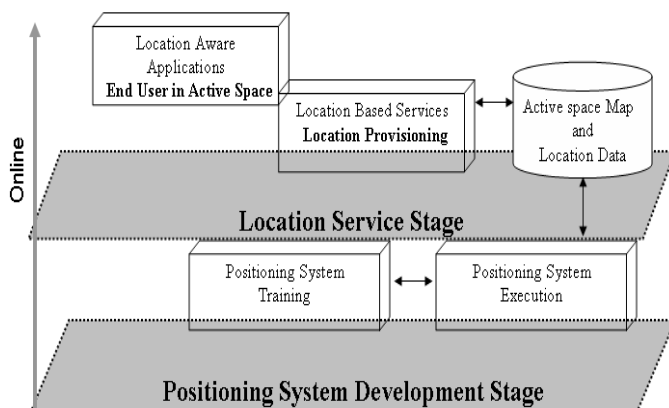 Location Aware
Applications
End User in Active Space
Location Based Services
Location Provisioning
Active space Map
and
Location Data
Online
Location Service Stage
Positioning System
Training
Positioning System
Execution
Positioning System Development Stage